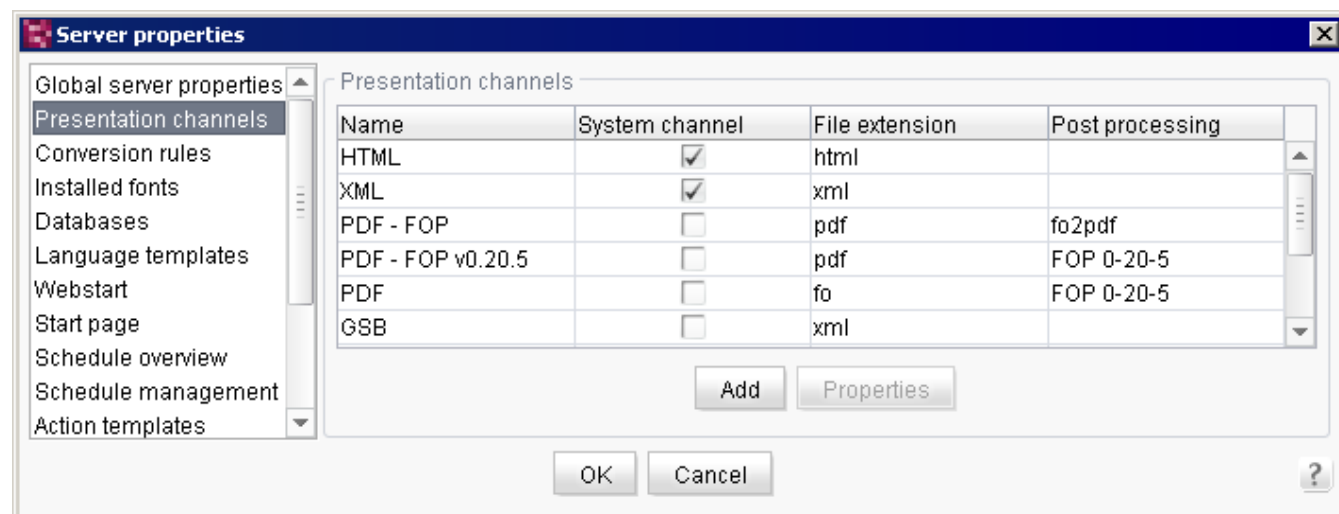 Server properties
Global server properties
Presentation channels
Conversion rules
Installed fonts
Databases
Language templates
Webstart
Start page
Schedule overview
Schedule management
Action templates
Presentation channels
Name System channel File extension Post processing
HTML html
XML xml
PDF - FOP pdf fo2pdf
PDF - FOP v0.20.5 pdf FOP 0-20-5
PDF fo FOP 0-20-5
GSB xml
Add Properties
OK Cancel ?